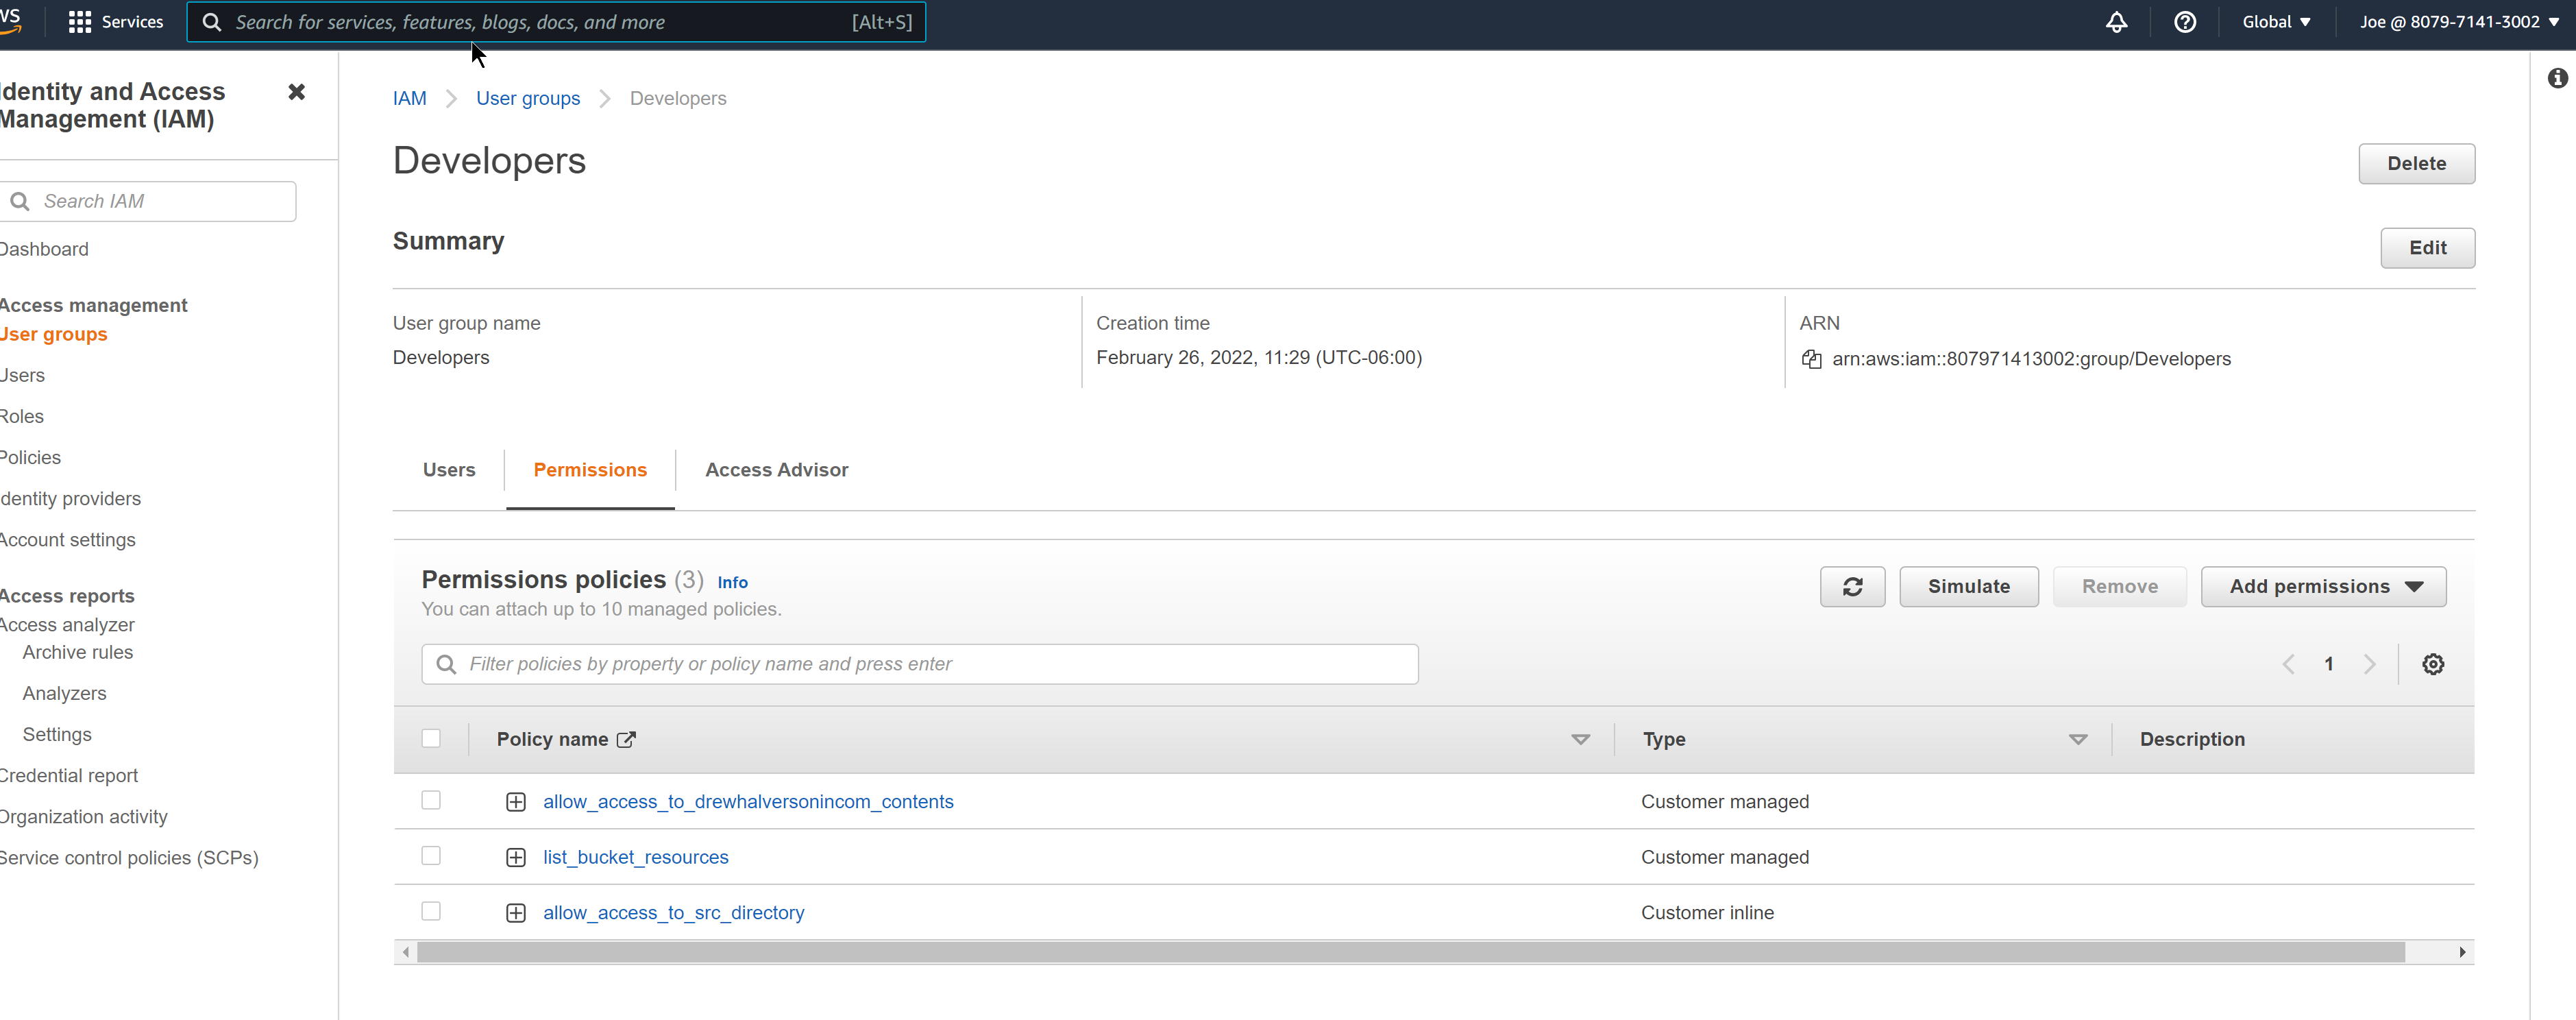 WS
Services
Search for services, features, blogs, docs, and more
[Alt+S]
Global
Joe @ 8079-7141-3002
dentity and Access
Management (IAM)
Search IAM
Dashboard
Access management
User groups
Users
Roles
Policies
dentity providers
Account settings
Access reports
Access analyzer
Archive rules
Analyzers
Settings
Credential report
Organization activity
Service control policies (SCPs)
IAM
User groups
Developers
Developers
Delete
Summary
Edit
User group name
Developers
Creation time
February 26, 2022, 11:29 (UTC-06:00)
ARN
arn:aws:iam::807971413002:group/Developers
Users
Permissions
Access Advisor
Permissions policies (3) Info
You can attach up to 10 managed policies.
Simulate
Remove
Add permissions
Filter policies by property or policy name and press enter
1
Policy name
Type
Description
allow_access_to_drewhalversonincom_contents
Customer managed
list_bucket_resources
Customer managed
allow_access_to_src_directory
Customer inline